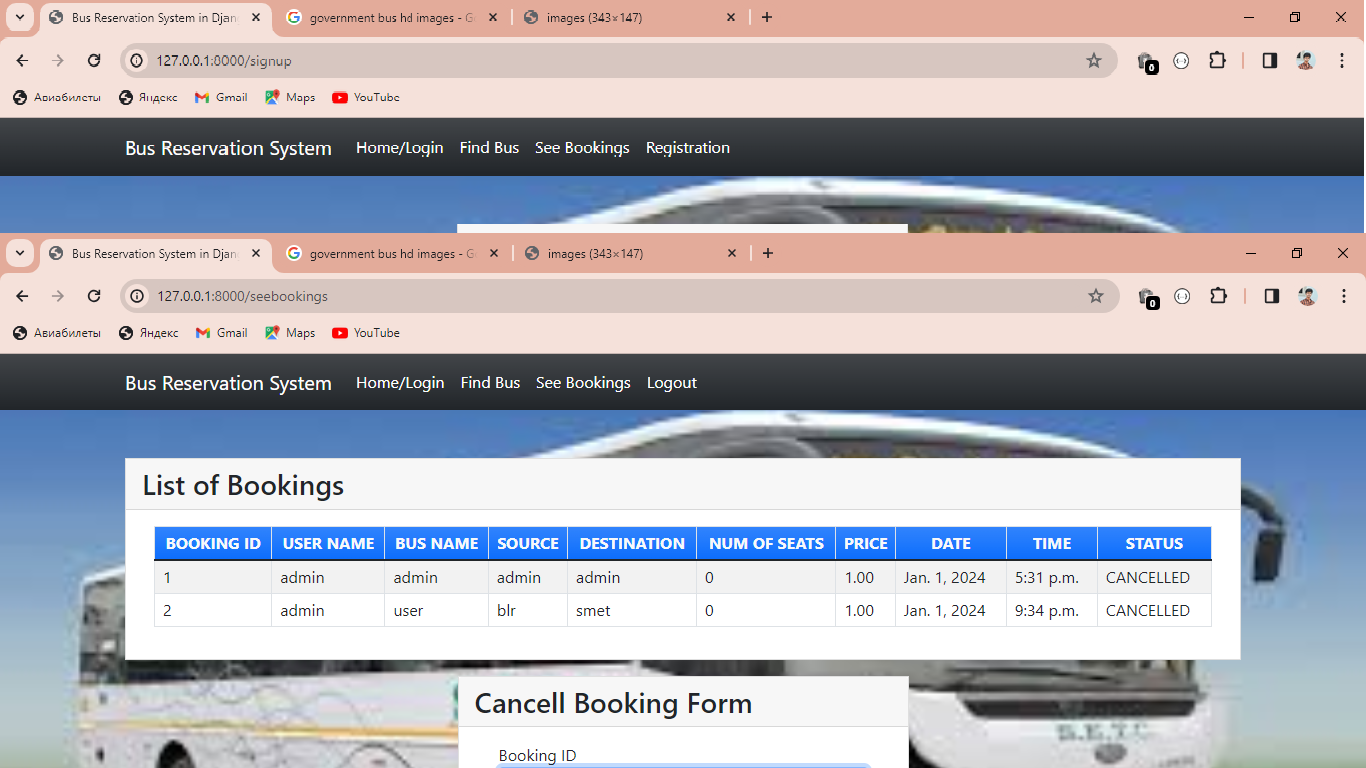 Bus Reservation System in Djan
government bus hd images - G
images (343×147)
127.0.0.1:8000/signup
0
Авиабилеты Яндекс Gmail Maps YouTube
Bus Reservation System Home/Login Find Bus See Bookings Registration
Bus Reservation System in Djan
government bus hd images - G
images (343×147)
127.0.0.1:8000/seebookings
0
Авиабилеты Яндекс Gmail Maps YouTube
Bus Reservation System Home/Login Find Bus See Bookings Logout
List of Bookings
BOOKING ID USER NAME BUS NAME SOURCE DESTINATION NUM OF SEATS PRICE DATE TIME STATUS
1 admin admin admin admin 0 1.00 Jan. 1, 2024 5:31 p.m. CANCELLED
2 admin user blr smet 0 1.00 Jan. 1, 2024 9:34 p.m. CANCELLED
Cancell Booking Form
S.E.T.C
Booking ID